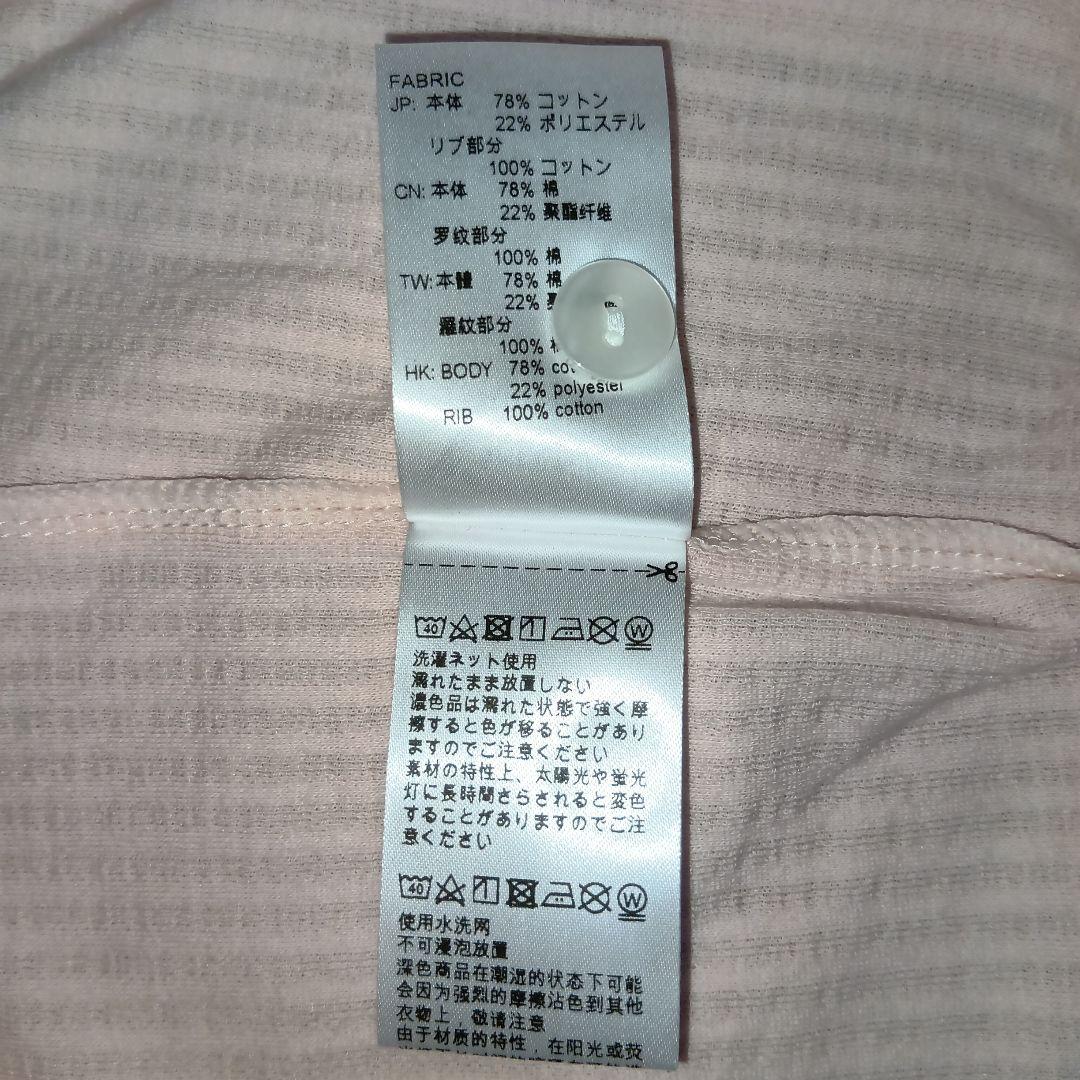 FABRIC
JP: 本体 78% コットン
22% ポリエステル
リブ部分
100% コットン
CN: 本体 78% 棉
22% 聚酯纤维
罗纹部分
100% 棉
TW: 本體 78% 棉
22%
羅紋部分
100%
HK: BODY 78%
22% polyester
RIB 100% cotton
40 W
洗濯ネット使用
濡れたまま放置しない
濃色品は濡れた状態で強く摩
擦すると色が移ることがあり
ますのでご注意ください
素材の特性上、太陽光や蛍光
灯に長時間さらされると変色
することがありますのでご注
意ください
40 W
使用水洗网
不可浸泡放置
深色商品在潮湿的状态下可能
会因为强烈的摩擦沾色到其他
衣物上，敬请注意
由于材质的特性，在阳光或荧